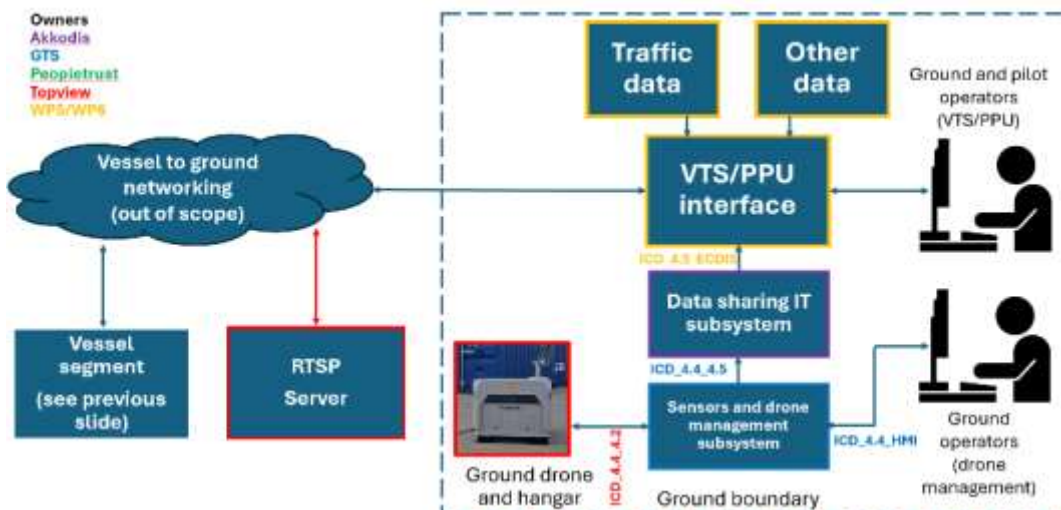 Owners
Akkodis
GTS
Peopletrust
Topview
WP5/WP6
Traffic
data
Other
data
Ground and pilot
operators
(VTS/PPU)
Vessel to ground
networking
(out of scope)
VTS/PPU
interface
ICD_4.5_ECDIS
Data sharing IT
subsystem
Vessel
segment
(see previous
slide)
RTSP
Server
ICD_4.4_4.5
Sensors and drone
management
subsystem
ICD_4.4_HMI
Ground
operators
(drone
management)
ICD_4.4_4.2
Ground drone
and hangar
Ground boundary